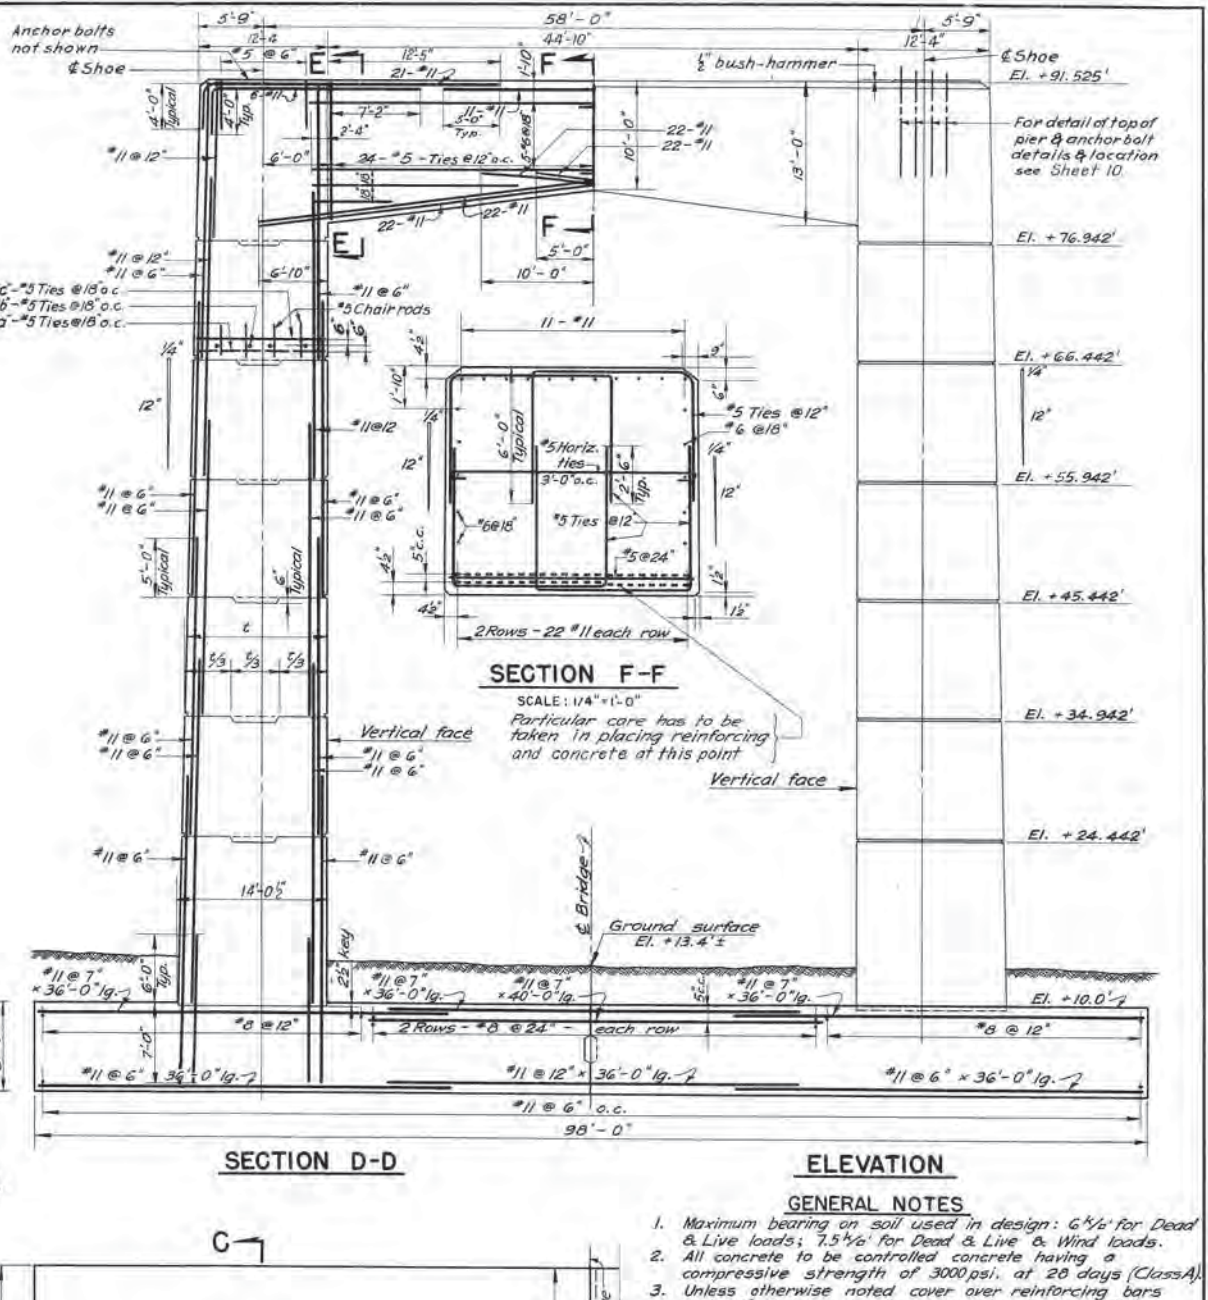 Anchor bolts
not shown
¢ Shoe
5'-9"
58'-0"
5'-9"
12'-4
44'-10"
12'-4"
#5 @ 6"
E
12'-5"
1'-10"
F
½" bush-hammer
¢ Shoe
El. +91.525'
21-#11
6-#11
4'-0"
Typical
4'-0"
Typ.
7'-2"
11-#11
5'-0"
Typ.
2'-4"
22-#11
22-#11
10'-0"
13'-0"
For detail of top of
pier & anchor bolt
details & location
see Sheet 10.
#11 @ 12"
6'-0"
34-#5-Ties @ 12" o.c.
18"
18"
22-#11
22-#11
E
F
5'-0"
10'-0"
El. +76.942'
#11 @ 12"
#11 @ 6"
6'-10"
#11 @ 6"
"c"-#5 Ties @ 18" o.c.
"b"-#5 Ties @ 18" o.c.
"a"-#5 Ties @ 18" o.c.
#5 Chair rods
6"
6"
11-#11
4½"
9"
El. +66.442'
1/4"
12"
1'-10"
6"
1/4"
12"
#11 @ 12
1/4"
12"
6'-0"
Typical
#5 Horiz.
ties
3'-0" o.c.
2'-6"
Typ.
#5 Ties @ 12"
#6 @ 18"
1/4"
12"
El. +55.942'
#11 @ 6"
#11 @ 6"
#11 @ 6"
#11 @ 6"
#6 @ 18"
#5 Ties @ 12"
5'-0"
Typical
6"
Typical
5" c.c.
4½"
#5 @ 24"
1½"
El. +45.442'
4½"
1½"
2 Rows - 22 #11 each row
t
t/3
t/3
t/3
SECTION F-F
SCALE: 1/4" = 1'-0"
Particular care has to be
taken in placing reinforcing
and concrete at this point
El. +34.942'
#11 @ 6"
#11 @ 6"
Vertical face
#11 @ 6"
#11 @ 6"
Vertical face
El. +24.442'
#11 @ 6"
#11 @ 6"
14'-0½"
¢ Bridge
Ground surface
El. +13.4' ±
6'-0"
Typ.
2½" key
#11 @ 7"
× 36'-0" lg.
#11 @ 7"
× 36'-0" lg.
#11 @ 7"
× 40'-0" lg.
5" c.c.
#11 @ 7"
× 36'-0" lg.
El. +10.0'
#8 @ 12"
2 Rows - #8 @ 24" - each row
#8 @ 12"
7'-0"
#11 @ 6" 36'-0" lg.
#11 @ 12" × 36'-0" lg.
#11 @ 6" × 36'-0" lg.
#11 @ 6" o.c.
98'-0"
SECTION D-D
ELEVATION
GENERAL NOTES
1. Maximum bearing on soil used in design: 6 k/□' for Dead
& Live loads; 7.5 k/□' for Dead & Live & Wind loads.
2. All concrete to be controlled concrete having a
compressive strength of 3000 psi. at 28 days (Class A).
3. Unless otherwise noted cover over reinforcing bars
C